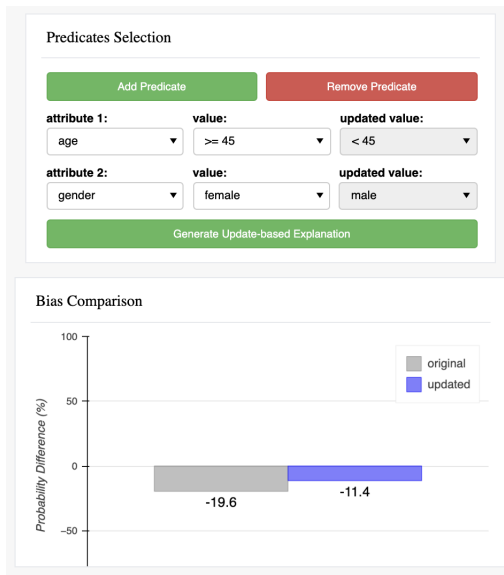 Predicates Selection
Add Predicate Remove Predicate
attribute 1: value: updated value:
age >= 45 < 45
attribute 2: value: updated value:
gender female male
Generate Update-based Explanation
Bias Comparison
100
50
0
−50
Probability Difference (%)
original
updated
-19.6
-11.4